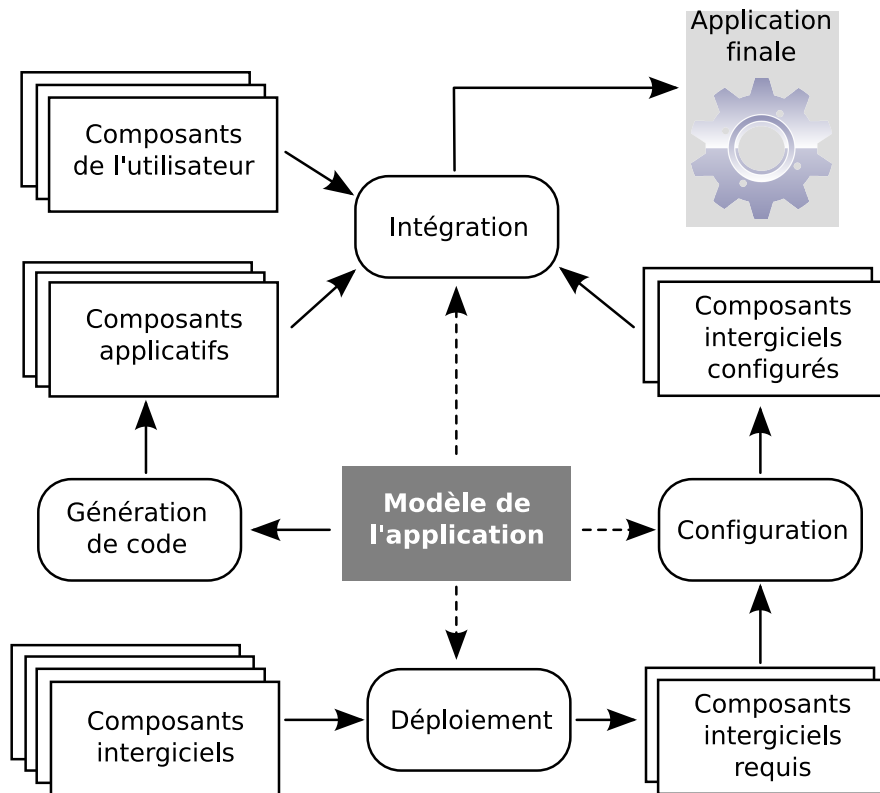 Application
finale
Composants
de l'utilisateur
Intégration
Composants
applicatifs
Composants
intergiciels
configurés
Génération
de code
Modèle de
l'application
Configuration
Composants
intergiciels
Déploiement
Composants
intergiciels
requis